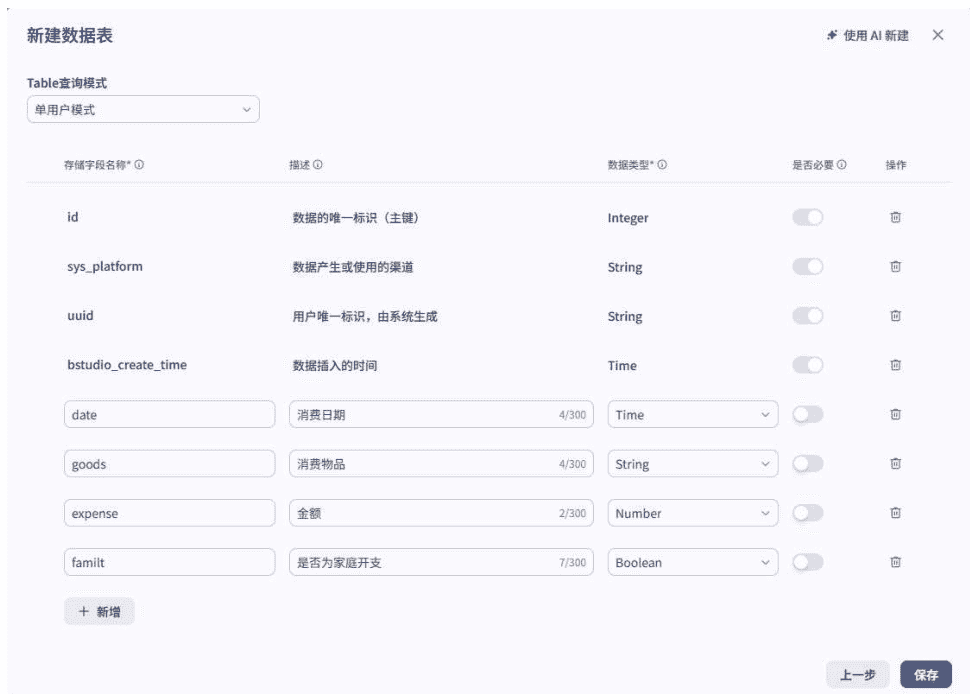 新建数据表 使用 AI 新建
Table查询模式
单用户模式
存储字段名称* 描述 数据类型* 是否必要 操作
id 数据的唯一标识（主键） Integer
sys_platform 数据产生或使用的渠道 String
uuid 用户唯一标识，由系统生成 String
bstudio_create_time 数据插入的时间 Time
date 消费日期 4/300 Time
goods 消费物品 4/300 String
expense 金额 2/300 Number
familt 是否为家庭开支 7/300 Boolean
+ 新增
上一步 保存